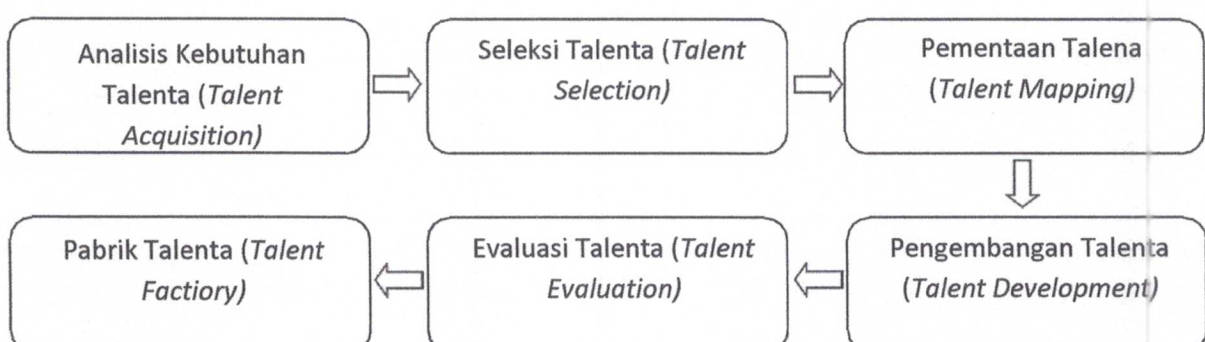 Analisis Kebutuhan
Talenta (Talent
Acquisition)
Seleksi Talenta (Talent
Selection)
Pementaan Talena
(Talent Mapping)
Pengembangan Talenta
(Talent Development)
Evaluasi Talenta (Talent
Evaluation)
Pabrik Talenta (Talent
Factiory)